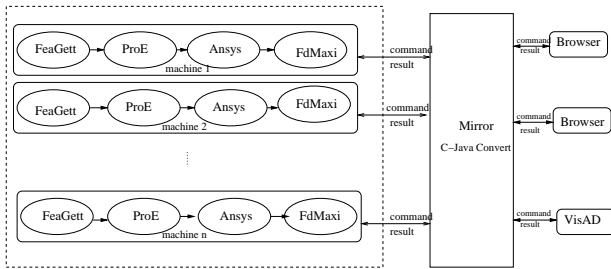 FeaGett ProE Ansys FdMaxi
machine 1
command
result
FeaGett ProE Ansys FdMaxi
machine 2
command
result
FeaGett ProE Ansys FdMaxi
machine n
command
result
Mirror
C-Java Convert
command
result
Browser
command
result
Browser
command
result
VisAD